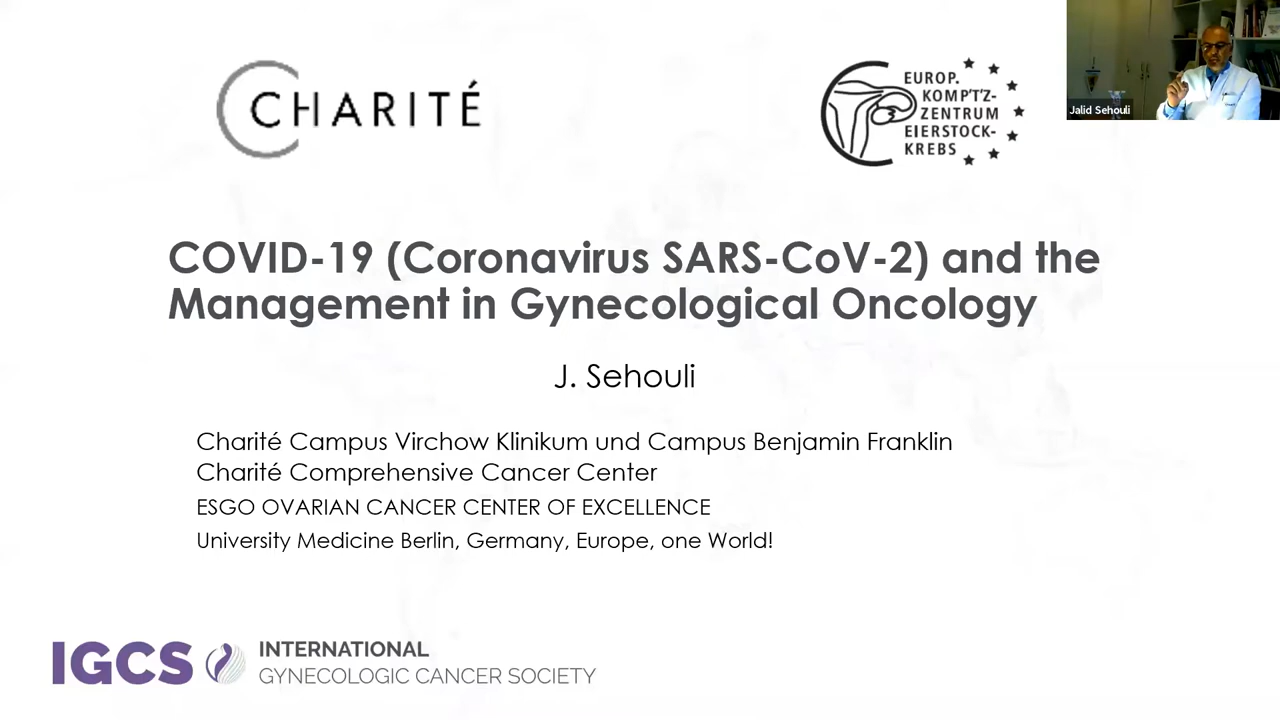 CHARITÉ
EUROP.
KOMP'T'Z-
ZENTRUM
EIERSTOCK-
KREBS
Jalid Sehouli
COVID-19 (Coronavirus SARS-CoV-2) and the
Management in Gynecological Oncology
J. Sehouli
Charité Campus Virchow Klinikum und Campus Benjamin Franklin
Charité Comprehensive Cancer Center
ESGO OVARIAN CANCER CENTER OF EXCELLENCE
University Medicine Berlin, Germany, Europe, one World!
IGCS
INTERNATIONAL
GYNECOLOGIC CANCER SOCIETY